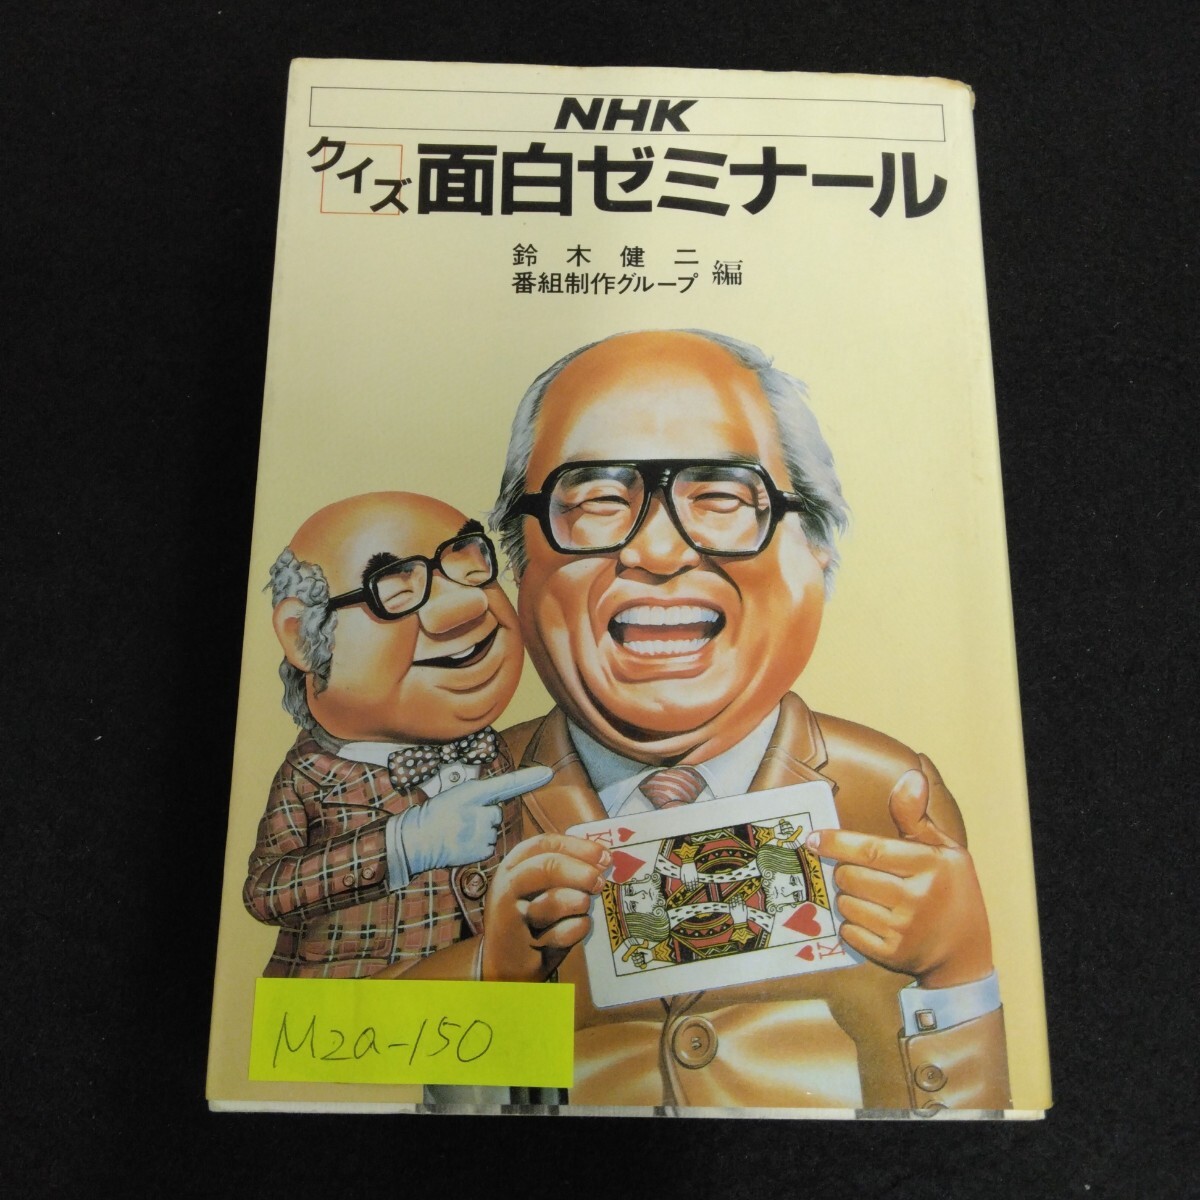 NHK
クイズ 面白ゼミナール
鈴木健二
番組制作グループ 編
K
K
M2a-150